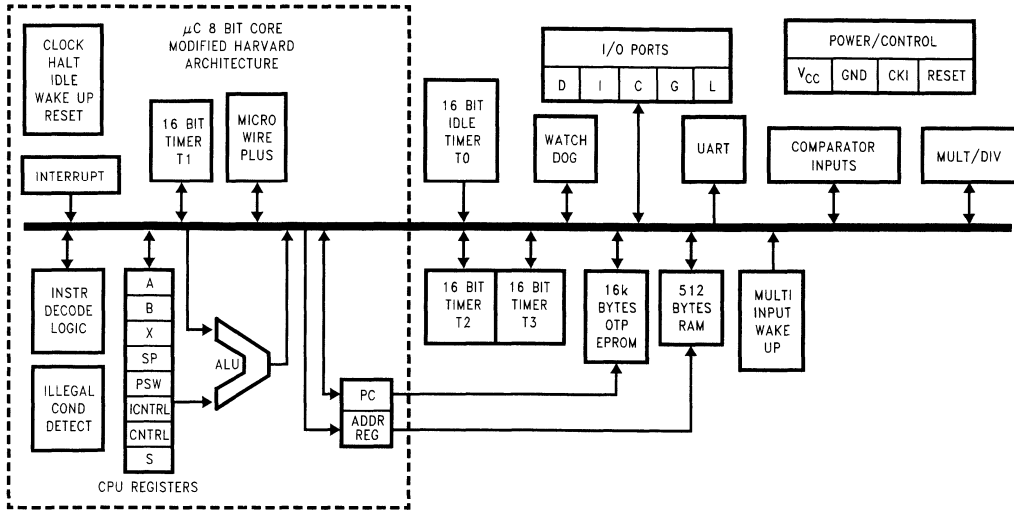 μC 8 BIT CORE
MODIFIED HARVARD
ARCHITECTURE
CLOCK
HALT
IDLE
WAKE UP
RESET
INTERRUPT
16 BIT
TIMER
T1
MICRO
WIRE
PLUS
16 BIT
IDLE
TIMER
T0
I/O PORTS
D I C G L
WATCH
DOG
UART
POWER/CONTROL
VCC GND CKI RESET
COMPARATOR
INPUTS
MULT/DIV
INSTR
DECODE
LOGIC
ILLEGAL
COND
DETECT
A
B
X
SP
PSW
ICNTRL
CNTRL
S
CPU REGISTERS
ALU
PC
ADDR
REG
16 BIT
TIMER
T2
16 BIT
TIMER
T3
16k
BYTES
OTP
EPROM
512
BYTES
RAM
MULTI
INPUT
WAKE
UP